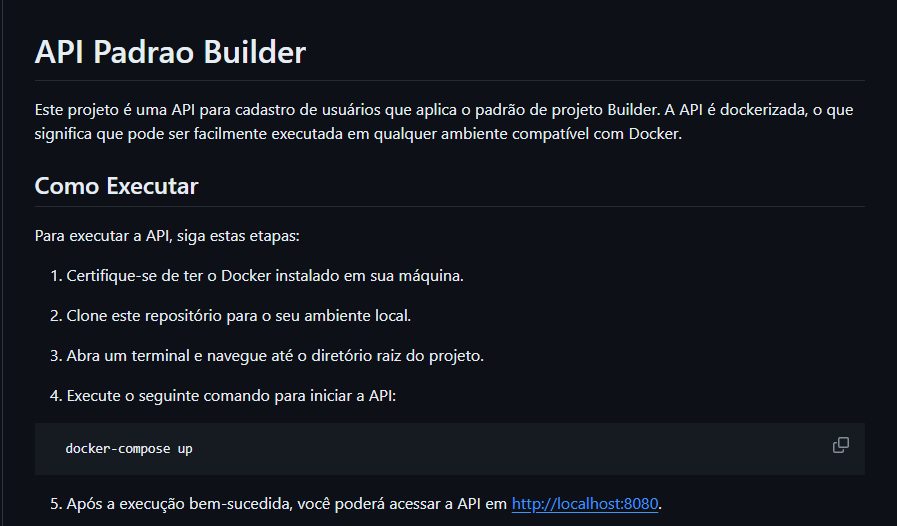 API Padrao Builder
Este projeto é uma API para cadastro de usuários que aplica o padrão de projeto Builder. A API é dockerizada, o que
significa que pode ser facilmente executada em qualquer ambiente compatível com Docker.
Como Executar
Para executar a API, siga estas etapas:
1. Certifique-se de ter o Docker instalado em sua máquina.
2. Clone este repositório para o seu ambiente local.
3. Abra um terminal e navegue até o diretório raiz do projeto.
4. Execute o seguinte comando para iniciar a API:
docker-compose up
5. Após a execução bem-sucedida, você poderá acessar a API em http://localhost:8080.